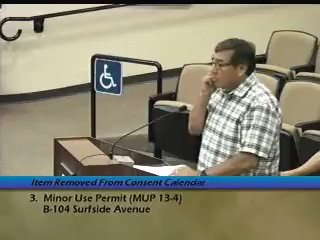 Item Removed From Consent Calendar
3. Minor Use Permit (MUP 13-4)
B-104 Surfside Avenue